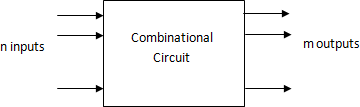 n inputs
Combinational
Circuit
m outputs